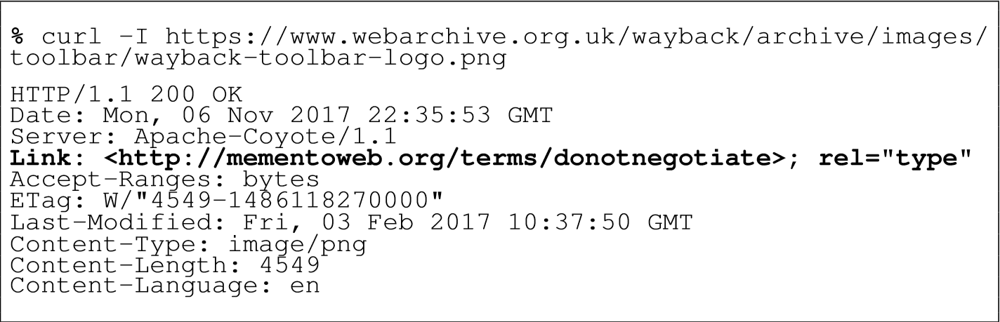 % curl -I https://www.webarchive.org.uk/wayback/archive/images/
toolbar/wayback-toolbar-logo.png
HTTP/1.1 200 OK
Date: Mon, 06 Nov 2017 22:35:53 GMT
Server: Apache-Coyote/1.1
Link: <http://mementoweb.org/terms/donotnegotiate>; rel="type"
Accept-Ranges: bytes
ETag: W/"4549-1486118270000"
Last-Modified: Fri, 03 Feb 2017 10:37:50 GMT
Content-Type: image/png
Content-Length: 4549
Content-Language: en